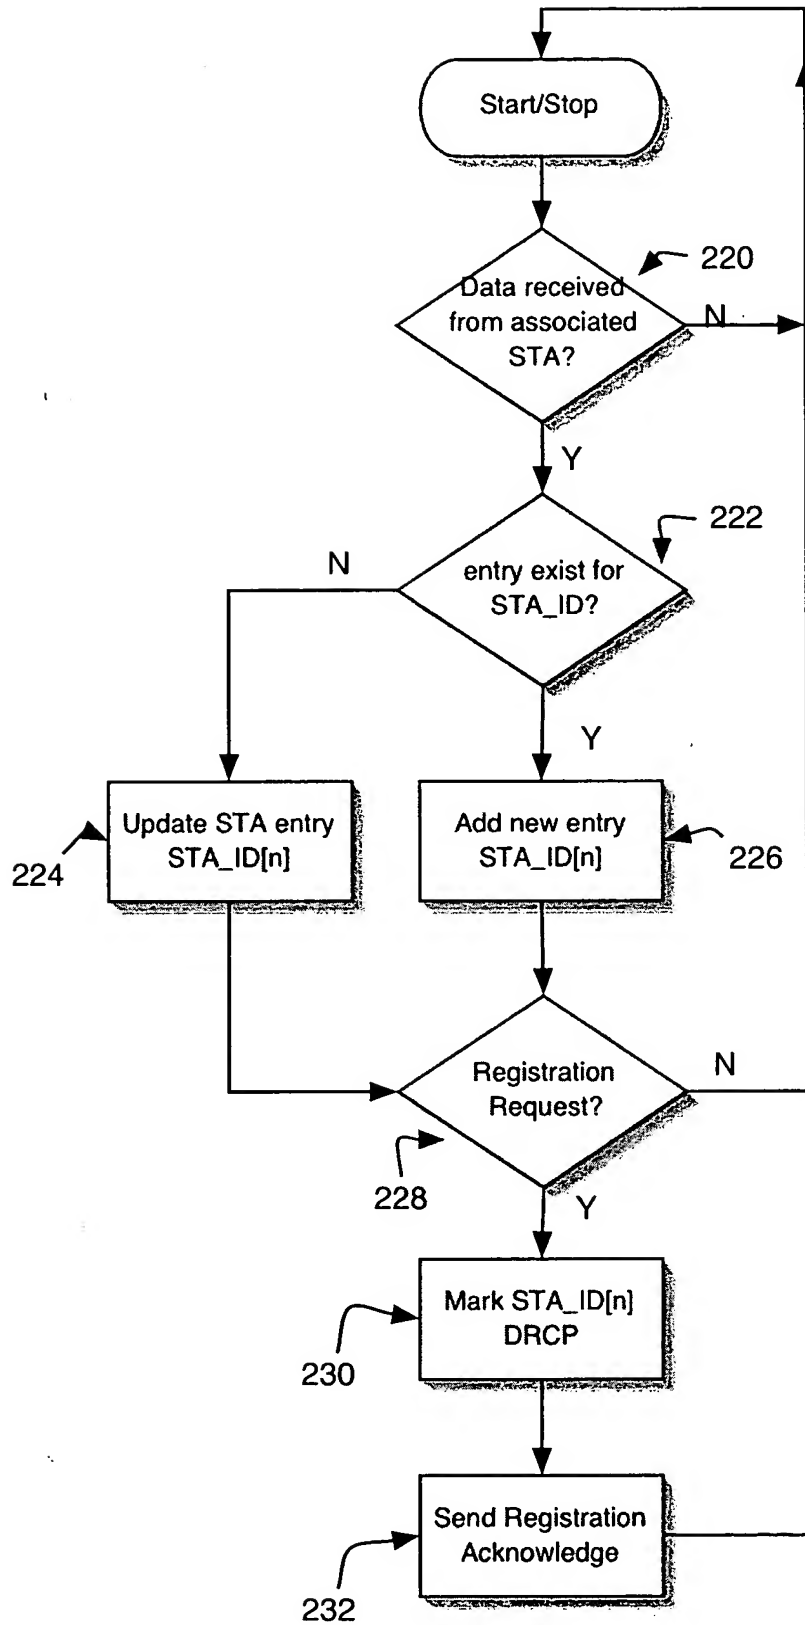 Start/Stop
220
Data received
from associated
STA?
N
Y
222
entry exist for
STA_ID?
N
Y
Update STA entry
STA_ID[n]
224
Add new entry
STA_ID[n]
226
Registration
Request?
N
228
Y
Mark STA_ID[n]
DRCP
230
Send Registration
Acknowledge
232